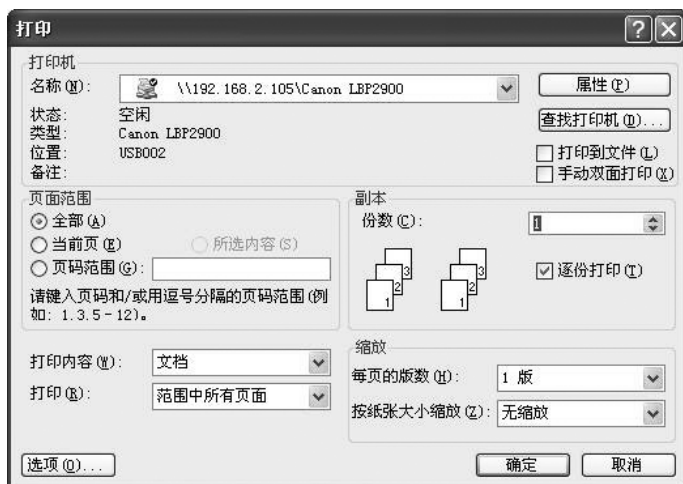 打印
打印机
名称(N): \\192.168.2.105\Canon LBP2900 属性(P)
状态: 空闲 查找打印机(D)...
类型: Canon LBP2900
位置: USB002 打印到文件(L)
备注: 手动双面打印(X)
页面范围
全部(A)
当前页(E) 所选内容(S)
页码范围(G):
请键入页码和/或用逗号分隔的页码范围(例
如: 1.3.5-12)。
副本
份数(C): 1
3 3
2 2
1 1
逐份打印(T)
打印内容(W): 文档
打印(R): 范围中所有页面
缩放
每页的版数(H): 1 版
按纸张大小缩放(Z): 无缩放
选项(O)... 确定 取消